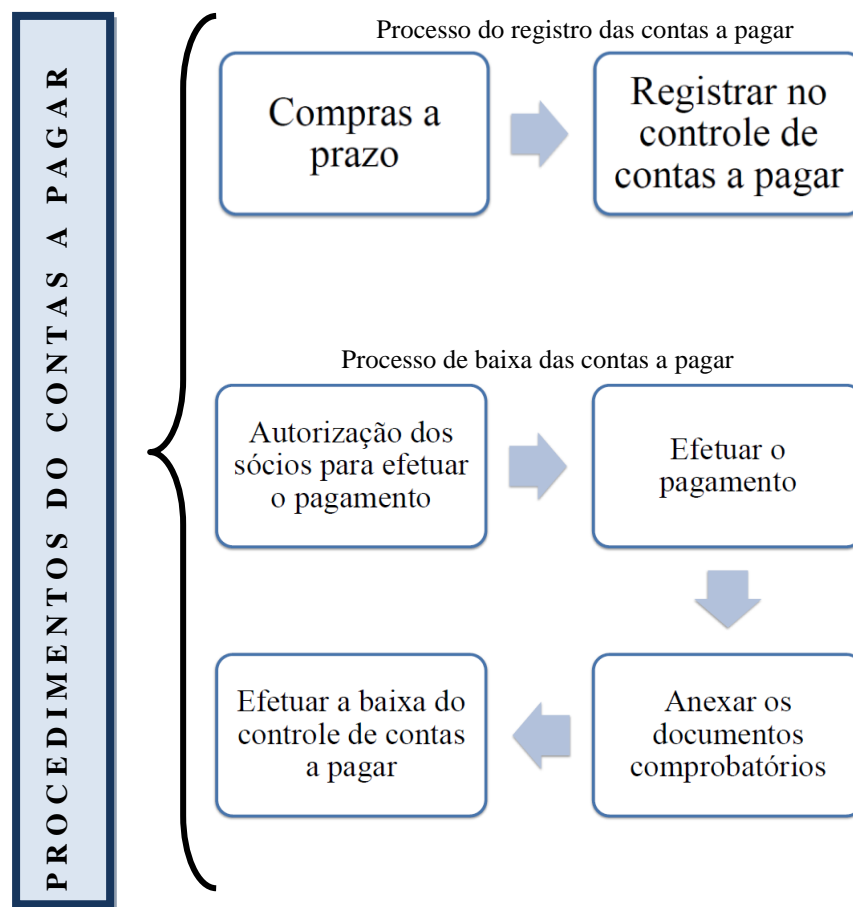 PROCEDIMENTOS DO CONTAS A PAGAR
Processo do registro das contas a pagar
Compras a
prazo
Registrar no
controle de
contas a pagar
Processo de baixa das contas a pagar
Autorização dos
sócios para efetuar
o pagamento
Efetuar o
pagamento
Anexar os
documentos
comprobatórios
Efetuar a baixa do
controle de contas
a pagar